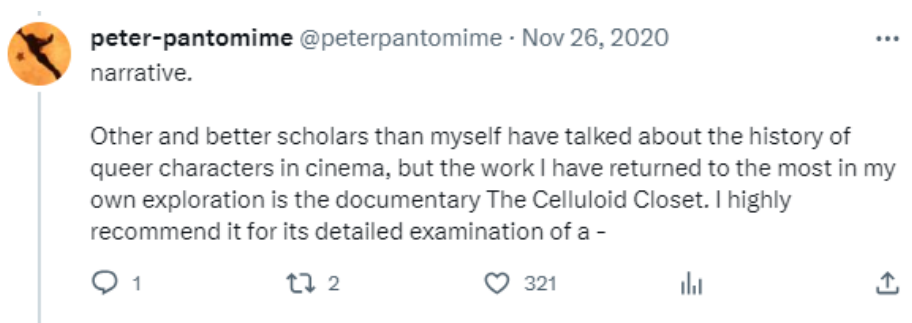 peter-pantomime @peterpantomime · Nov 26, 2020
narrative.
Other and better scholars than myself have talked about the history of
queer characters in cinema, but the work I have returned to the most in my
own exploration is the documentary The Celluloid Closet. I highly
recommend it for its detailed examination of a -
1 2 321